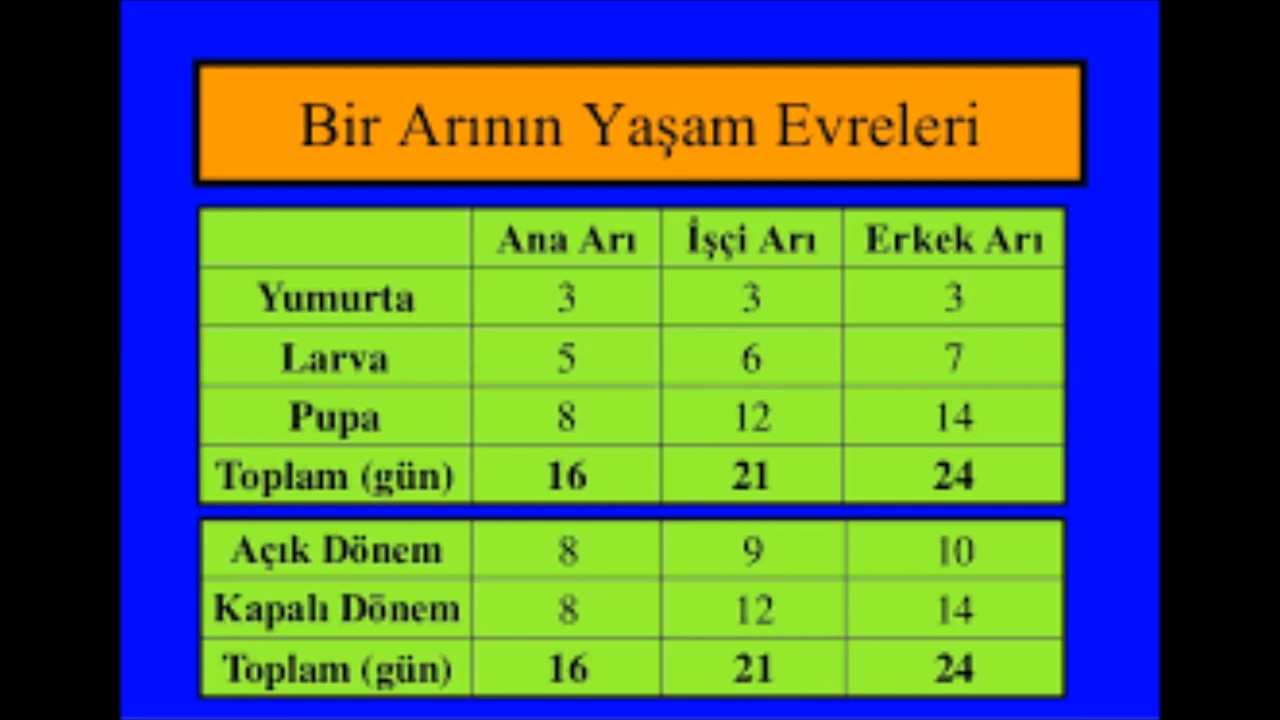 Bir Arının Yaşam Evreleri
Ana Arı İşçi Arı Erkek Arı
Yumurta 3 3 3
Larva 5 6 7
Pupa 8 12 14
Toplam (gün) 16 21 24
Açık Dönem 8 9 10
Kapalı Dönem 8 12 14
Toplam (gün) 16 21 24